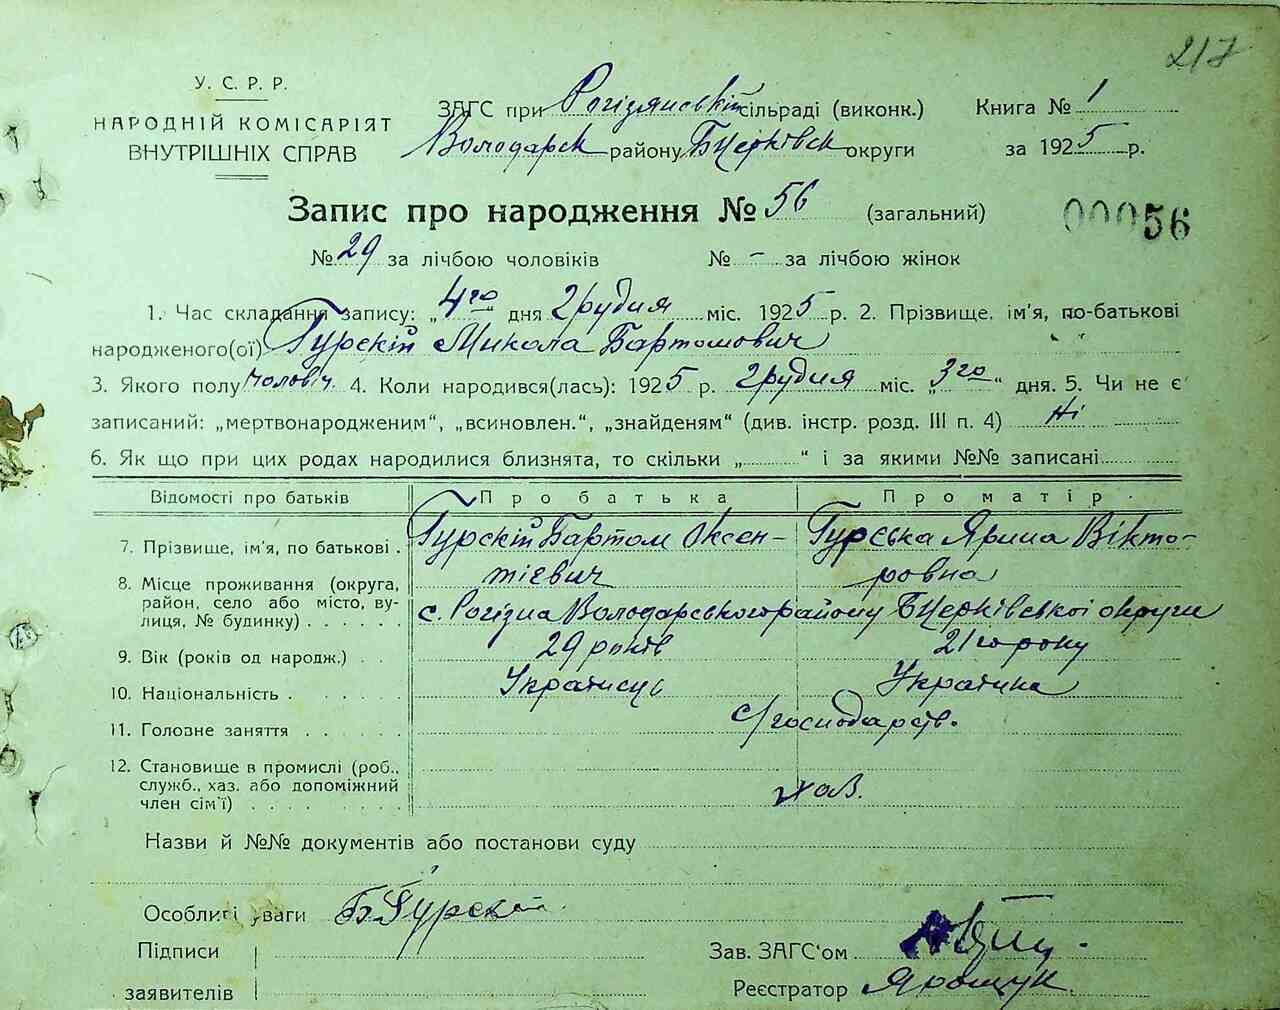 217
У. С. Р. Р.
НАРОДНІЙ КОМІСАРІЯТ
ВНУТРІШНІХ СПРАВ
ЗАГС при Рогізянській сільраді (виконк.) Книга № 1
Володарск району БЦерківск округи за 1925 р.
Запис про народження № 56 (загальний) 00056
№ 29 за лічбою чоловіків № - за лічбою жінок
1. Час складання запису: „4го" дня Грудня міс. 1925 р. 2. Прізвище, ім'я, по-батькові
народженого(ої) Гурскій Микола Бартомович
3. Якого полу чоловіч. 4. Коли народився(лась): 1925 р. Грудня міс. „3го" дня. 5. Чи не є
записаний: „мертвонародженим", „всиновлен.", „знайденям" (див. інстр. розд. III п. 4) Ні
6. Як що при цих родах народилися близнята, то скільки „ " і за якими №№ записані
Відомості про батьків Про батька Про матір
7. Прізвище, ім'я, по батькові . Гурскій Бартом Оксен- Гурська Ярина Вікто-
тієвич ровна
8. Місце проживання (округа,
район, село або місто, ву-
лиця, № будинку) . . . . . . с. Рогізна Володарського району БЦерківської округи
9. Вік (років од народж.) . . 29 років 21го року
10. Національність . . . . . . Українець Українка
11. Головне заняття . . . . . . с/господарств.
12. Становище в промислі (роб.,
служб., хаз. або допоміжний
член сім'ї) . . . . . . . .
Назви й №№ документів або постанови суду
Особливі уваги Б Гурскій
Підписи Зав. ЗАГС'ом
заявителів Реєстратор Ярощук